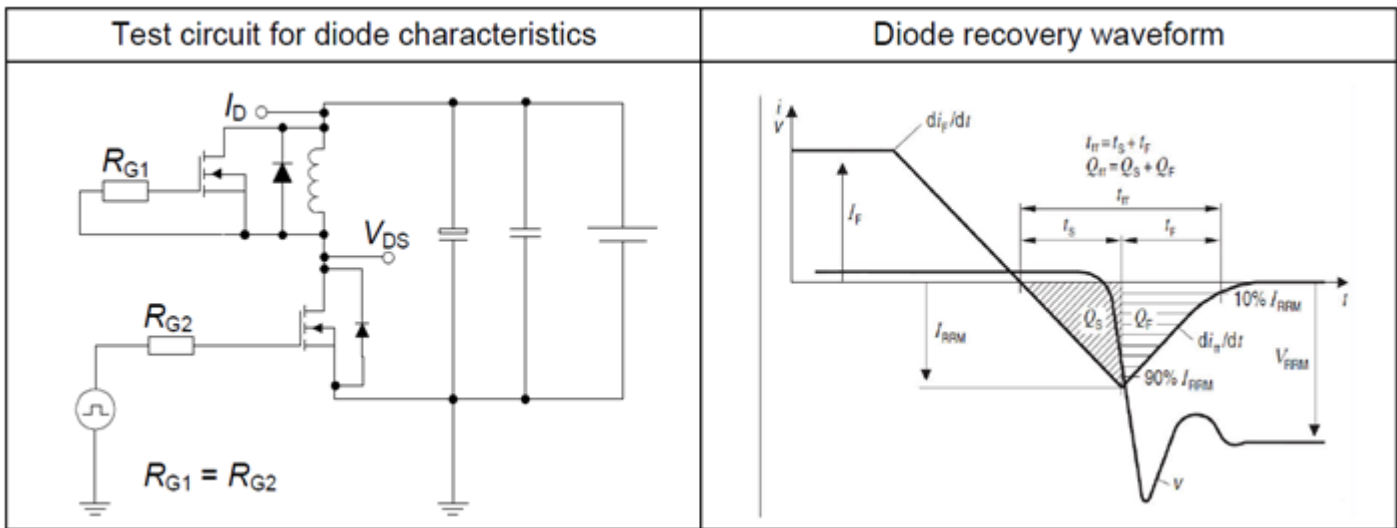 Test circuit for diode characteristics
Diode recovery waveform
I_D
R_G1
V_DS
R_G2
R_G1 = R_G2
i
V
di_F/dt
t_rr = t_S + t_F
Q_rr = Q_S + Q_F
t_rr
I_F
t_S
t_F
10% I_RRM
t
Q_S
Q_F
I_RRM
di_rr/dt
V_RRM
90% I_RRM
V